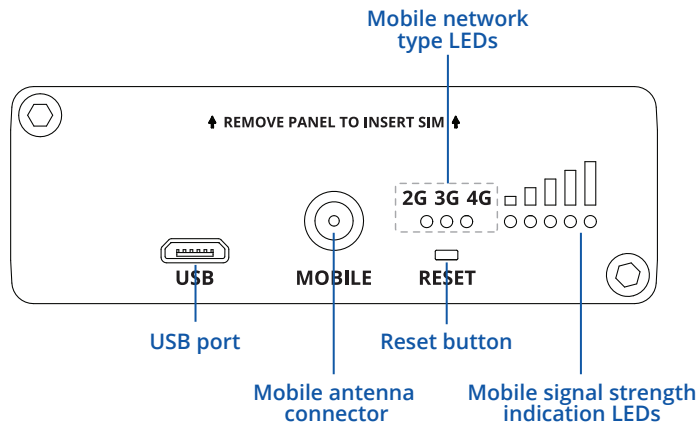 Mobile network
type LEDs
REMOVE PANEL TO INSERT SIM
2G 3G 4G
USB
MOBILE
RESET
USB port
Reset button
Mobile antenna
connector
Mobile signal strength
indication LEDs